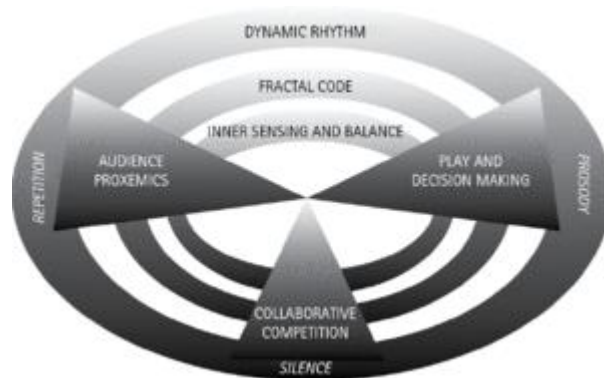 DYNAMIC RHYTHM
FRACTAL CODE
INNER SENSING AND BALANCE
AUDIENCE
PROXEMICS
PLAY AND
DECISION MAKING
REPETITION
PROSODY
COLLABORATIVE
COMPETITION
SILENCE